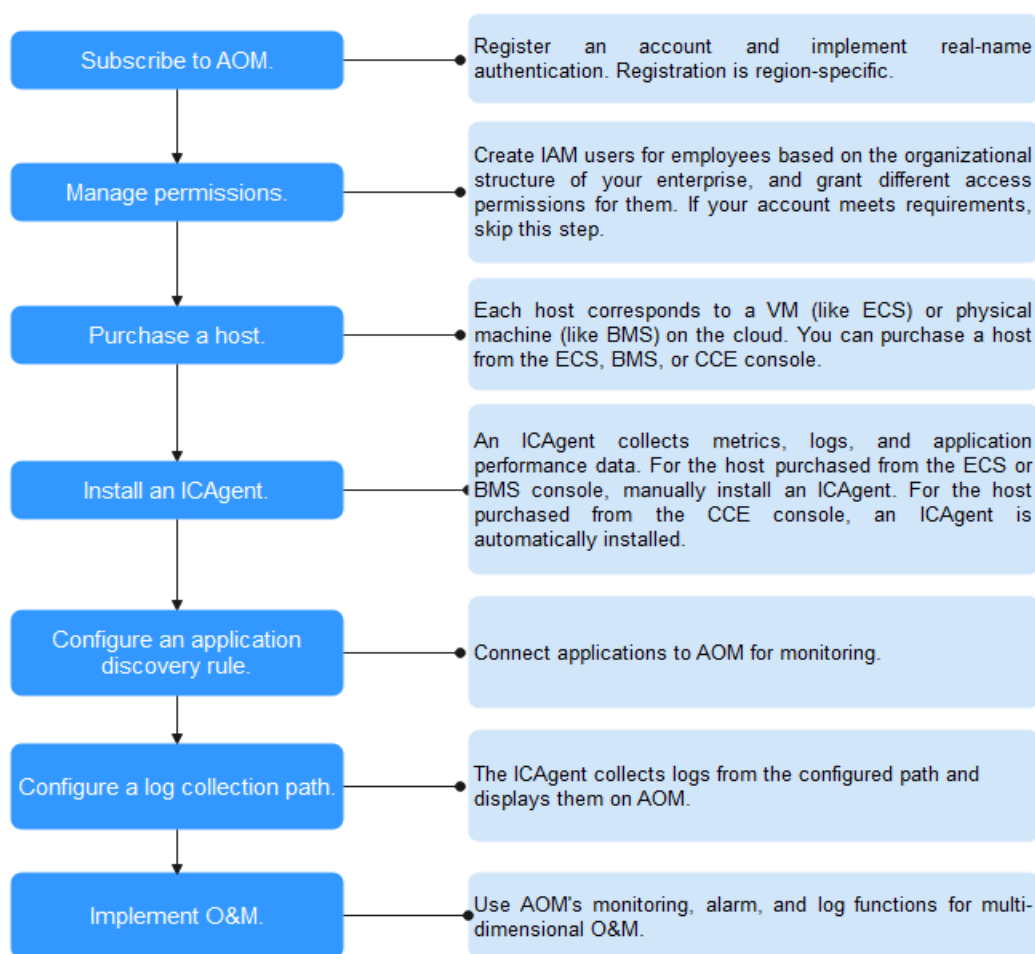 Subscribe to AOM.
Register an account and implement real-name
authentication. Registration is region-specific.
Manage permissions.
Create IAM users for employees based on the organizational
structure of your enterprise, and grant different access
permissions for them. If your account meets requirements,
skip this step.
Purchase a host.
Each host corresponds to a VM (like ECS) or physical
machine (like BMS) on the cloud. You can purchase a host
from the ECS, BMS, or CCE console.
Install an ICAgent.
An ICAgent collects metrics, logs, and application
performance data. For the host purchased from the ECS or
BMS console, manually install an ICAgent. For the host
purchased from the CCE console, an ICAgent is
automatically installed.
Configure an application
discovery rule.
Connect applications to AOM for monitoring.
Configure a log collection path.
The ICAgent collects logs from the configured path and
displays them on AOM.
Implement O&M.
Use AOM's monitoring, alarm, and log functions for multi-
dimensional O&M.